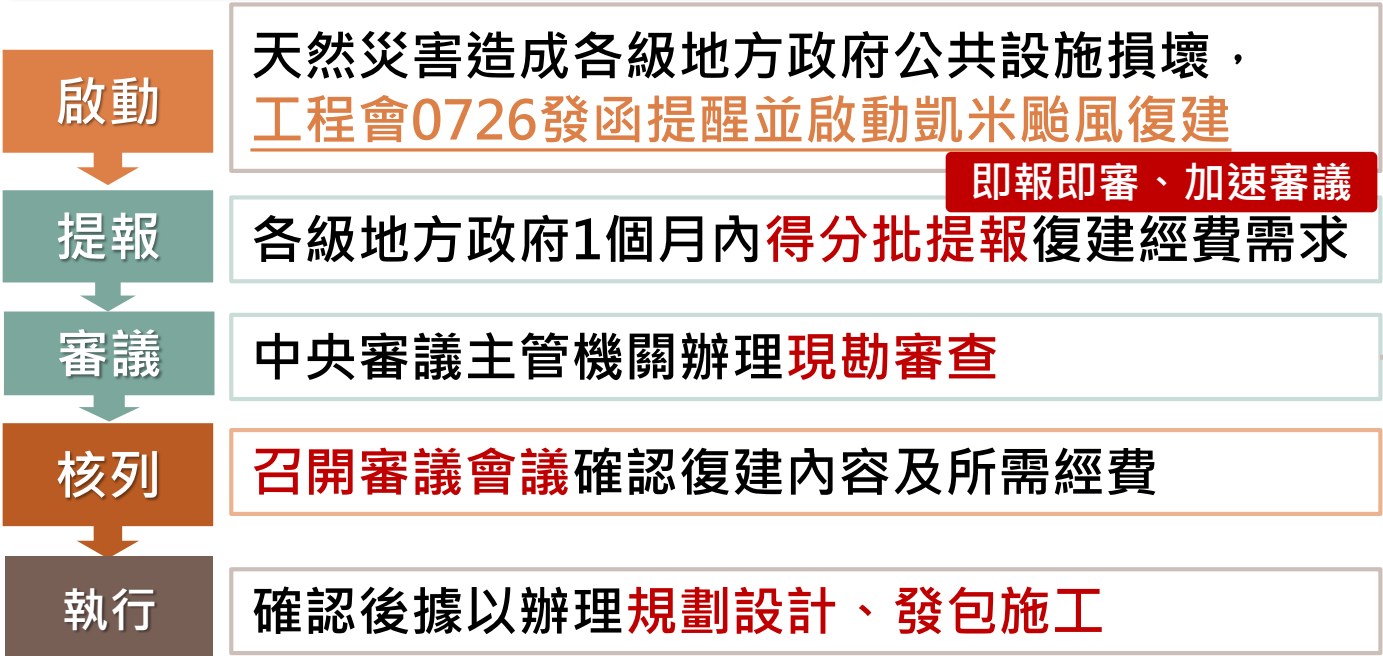 啟動
天然災害造成各級地方政府公共設施損壞，
工程會0726發函提醒並啟動凱米颱風復建
即報即審、加速審議
提報
各級地方政府1個月內得分批提報復建經費需求
審議
中央審議主管機關辦理現勘審查
核列
召開審議會議確認復建內容及所需經費
執行
確認後據以辦理規劃設計、發包施工